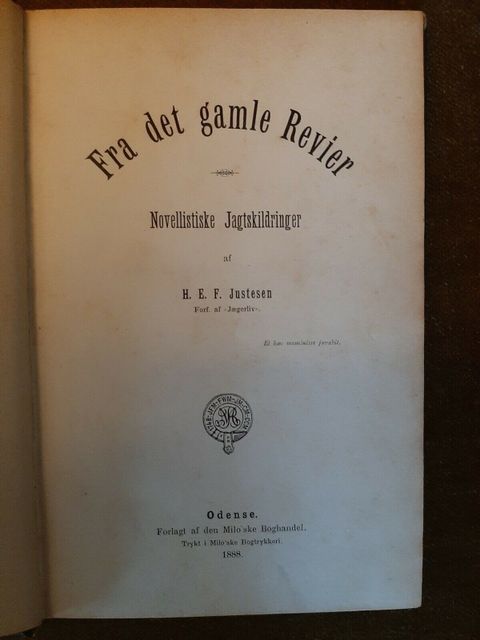 Fra det gamle Revier
Novellistiske Jagtskildringer
af
H. E. F. Justesen
Forf. af »Jægerliv«.
Et hæc meminisse juvabit.
Odense.
Forlagt af den Milo'ske Boghandel.
Trykt i Milo'ske Bogtrykkeri.
1888.